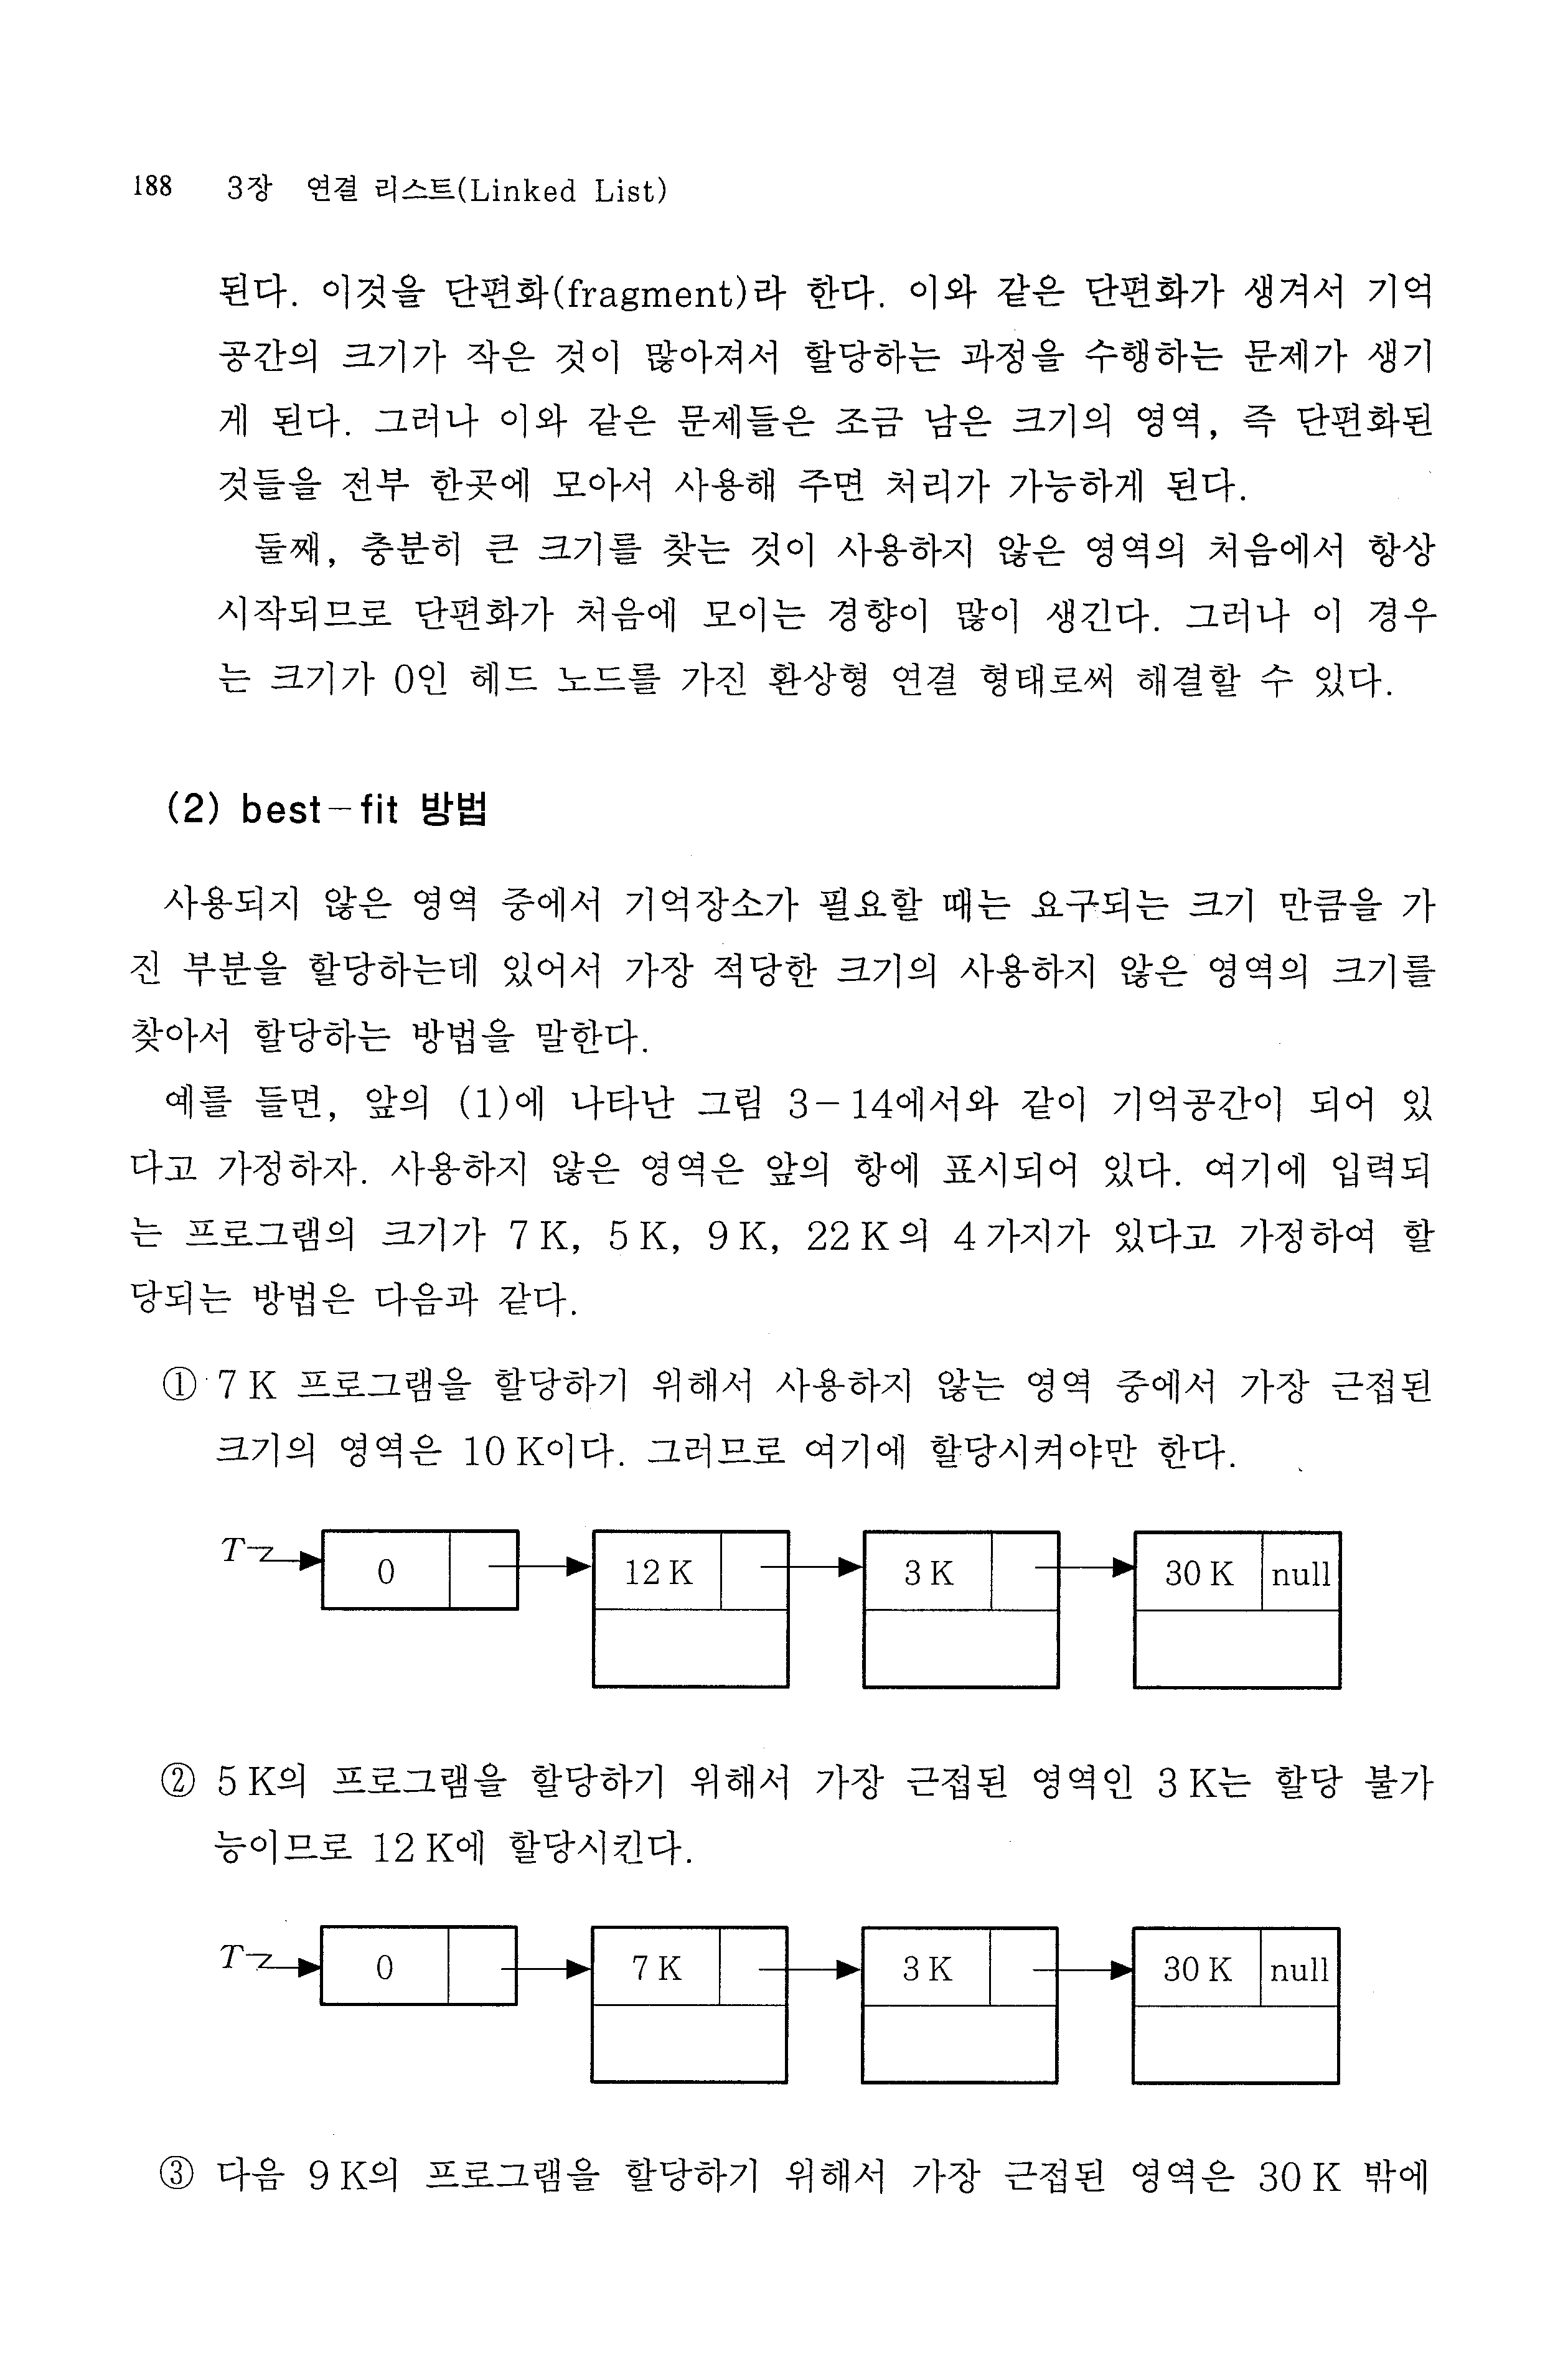 188 3장 연결 리스트(Linked List)
된다. 이것을 단편화(fragment)라 한다. 이와 같은 단편화가 생겨서 기억
공간의 크기가 작은 것이 많아져서 할당하는 과정을 수행하는 문제가 생기
게 된다. 그러나 이와 같은 문제들은 조금 남은 크기의 영역, 즉 단편화된
것들을 전부 한곳에 모아서 사용해 주면 처리가 가능하게 된다.
둘째, 충분히 큰 크기를 찾는 것이 사용하지 않은 영역의 처음에서 항상
시작되므로 단편화가 처음에 모이는 경향이 많이 생긴다. 그러나 이 경우
는 크기가 0인 헤드 노드를 가진 환상형 연결 형태로써 해결할 수 있다.
(2) best-fit 방법
사용되지 않은 영역 중에서 기억장소가 필요할 때는 요구되는 크기 만큼을 가
진 부분을 할당하는데 있어서 가장 적당한 크기의 사용하지 않은 영역의 크기를
찾아서 할당하는 방법을 말한다.
예를 들면, 앞의 (1)에 나타난 그림 3-14에서와 같이 기억공간이 되어 있
다고 가정하자. 사용하지 않은 영역은 앞의 항에 표시되어 있다. 여기에 입력되
는 프로그램의 크기가 7 K, 5 K, 9 K, 22 K의 4가지가 있다고 가정하여 할
당되는 방법은 다음과 같다.
① 7 K 프로그램을 할당하기 위해서 사용하지 않는 영역 중에서 가장 근접된
크기의 영역은 10 K이다. 그러므로 여기에 할당시켜야만 한다.
T 0 12 K 3 K 30 K null
② 5 K의 프로그램을 할당하기 위해서 가장 근접된 영역인 3 K는 할당 불가
능이므로 12 K에 할당시킨다.
T 0 7 K 3 K 30 K null
③ 다음 9 K의 프로그램을 할당하기 위해서 가장 근접된 영역은 30 K 밖에